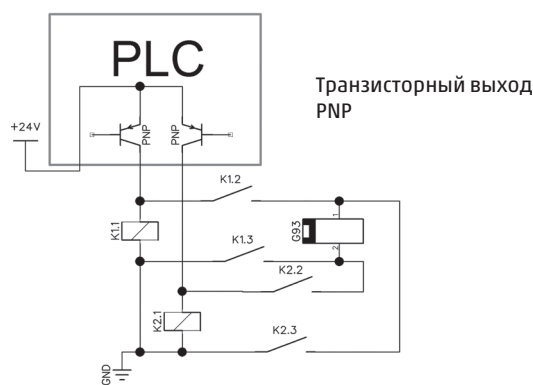 PLC
Транзисторный выход
PNP
+24V
PNP
PNP
K1.2
K1.1
G93
1
2
K1.3
K2.2
K2.1
K2.3
GND